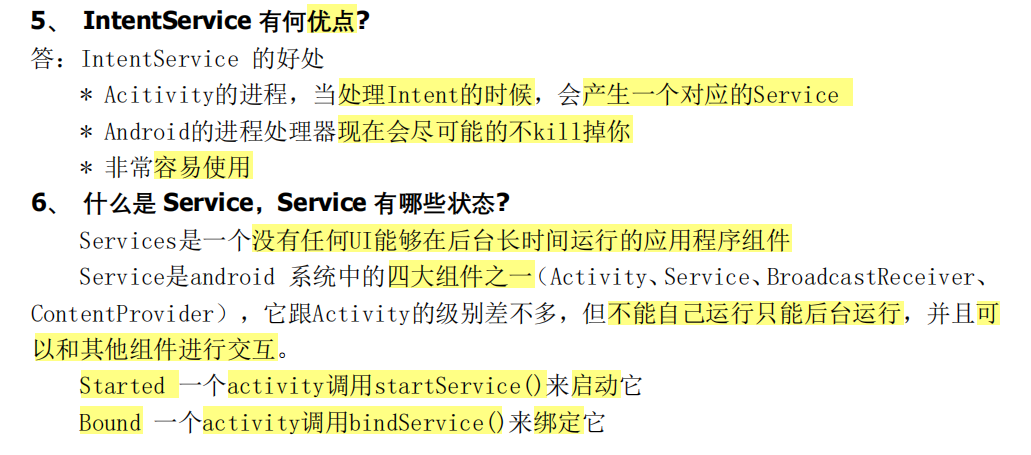 5、 IntentService 有何优点?
答：IntentService 的好处
* Acitivity的进程，当处理Intent的时候，会产生一个对应的Service
* Android的进程处理器现在会尽可能的不kill掉你
* 非常容易使用
6、 什么是 Service，Service 有哪些状态?
Services是一个没有任何UI能够在后台长时间运行的应用程序组件
Service是android 系统中的四大组件之一（Activity、Service、BroadcastReceiver、
ContentProvider），它跟Activity的级别差不多，但不能自己运行只能后台运行，并且可
以和其他组件进行交互。
Started 一个activity调用startService()来启动它
Bound 一个activity调用bindService()来绑定它